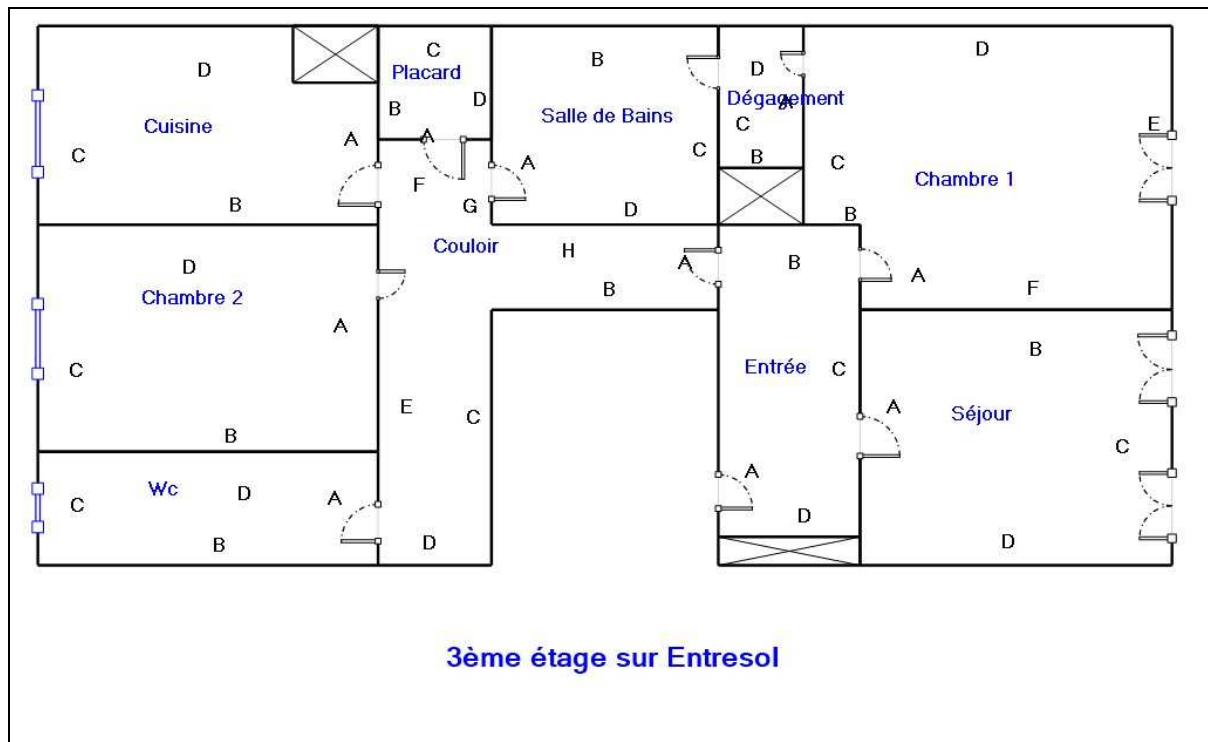 C
D
B
D
Placard
D
E
B
D
Dégagement
A
Salle de Bains
Cuisine
A
A
C
C
C
C
B
A
Chambre 1
F
G
B
D
B
Couloir
H
A
B
D
A
Chambre 2
B
F
A
B
C
Entrée
C
E
C
A
Séjour
B
C
Wc
D
A
A
C
B
D
D
D
3ème étage sur Entresol